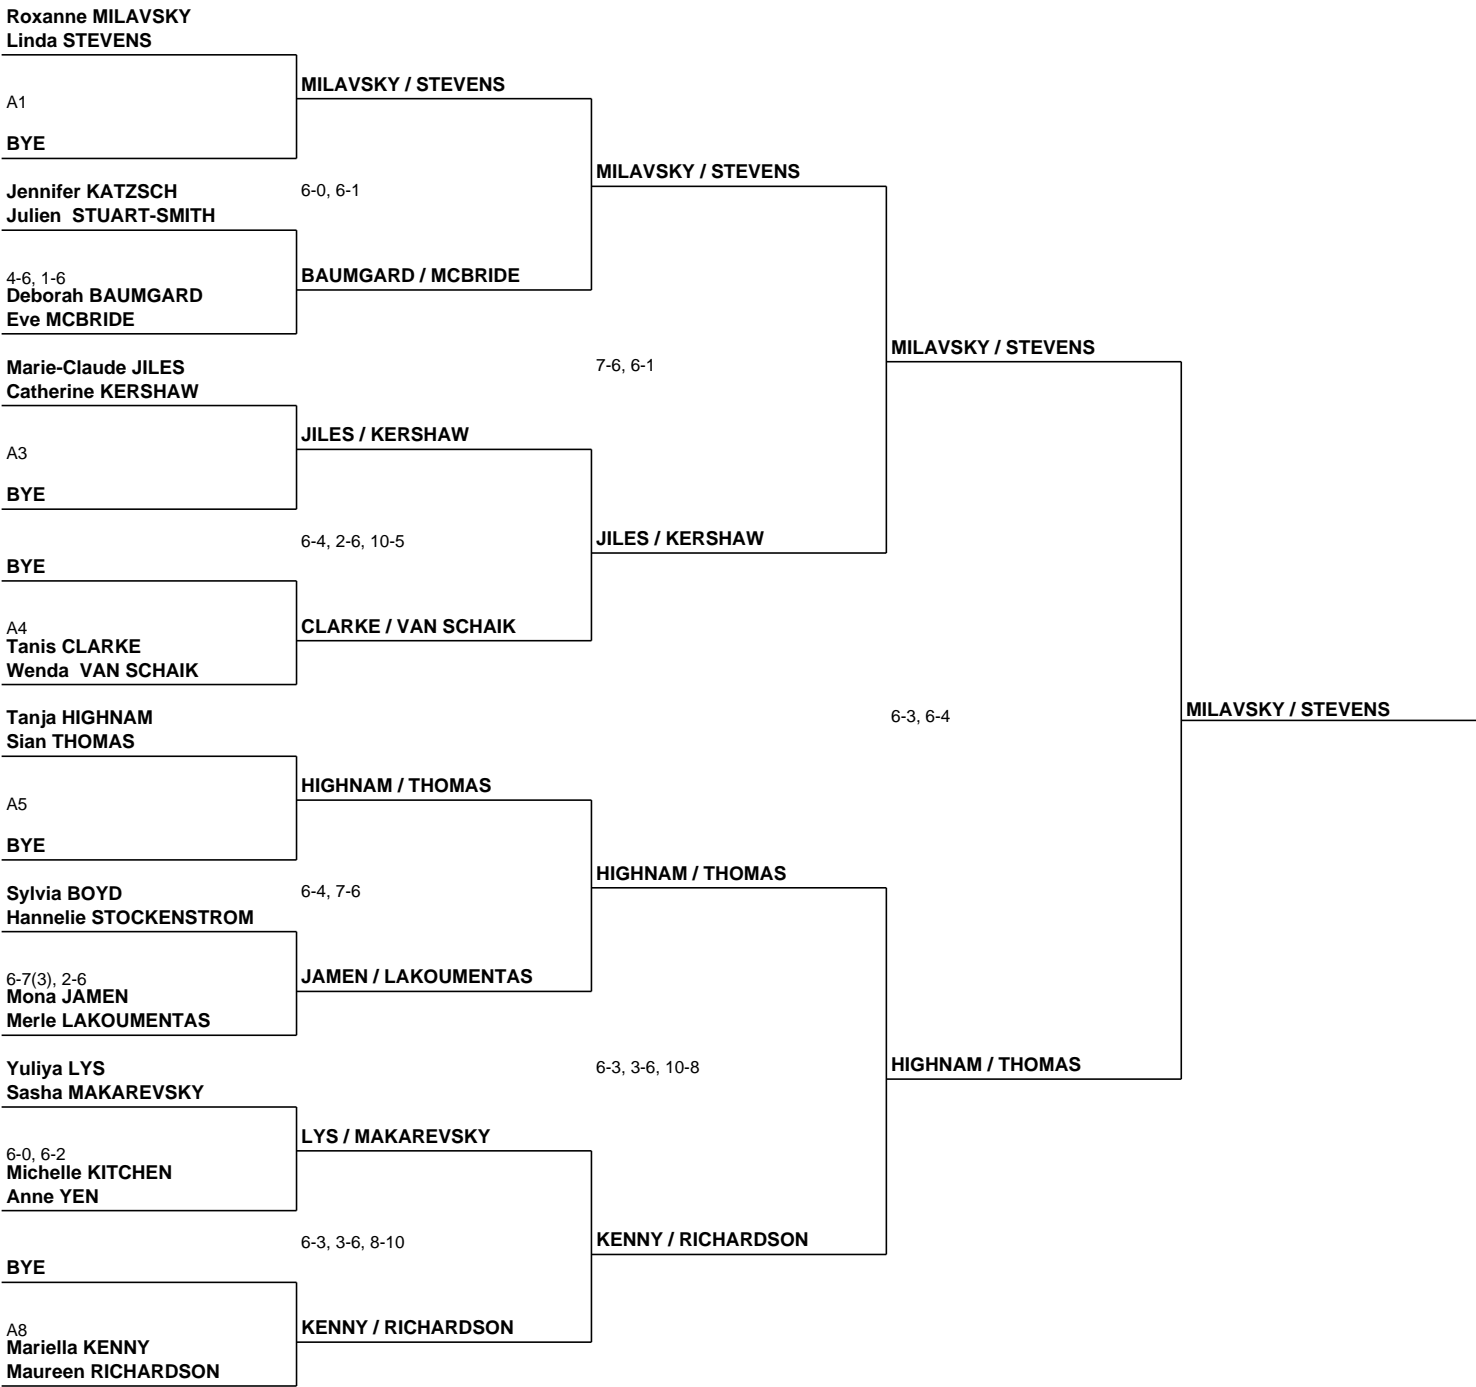 Roxanne MILAVSKY
Linda STEVENS
A1
BYE
Jennifer KATZSCH
Julien  STUART-SMITH
4-6, 1-6
Deborah BAUMGARD
Eve MCBRIDE
Marie-Claude JILES
Catherine KERSHAW
A3
BYE
BYE
A4
Tanis CLARKE
Wenda  VAN SCHAIK
Tanja HIGHNAM
Sian THOMAS
A5
BYE
Sylvia BOYD
Hannelie STOCKENSTROM
6-7(3), 2-6
Mona JAMEN
Merle LAKOUMENTAS
Yuliya LYS
Sasha MAKAREVSKY
6-0, 6-2
Michelle KITCHEN
Anne YEN
BYE
A8
Mariella KENNY
Maureen RICHARDSON
MILAVSKY / STEVENS
6-0, 6-1
BAUMGARD / MCBRIDE
JILES / KERSHAW
6-4, 2-6, 10-5
CLARKE / VAN SCHAIK
HIGHNAM / THOMAS
6-4, 7-6
JAMEN / LAKOUMENTAS
LYS / MAKAREVSKY
6-3, 3-6, 8-10
KENNY / RICHARDSON
MILAVSKY / STEVENS
7-6, 6-1
JILES / KERSHAW
HIGHNAM / THOMAS
6-3, 3-6, 10-8
KENNY / RICHARDSON
MILAVSKY / STEVENS
6-3, 6-4
HIGHNAM / THOMAS
MILAVSKY / STEVENS